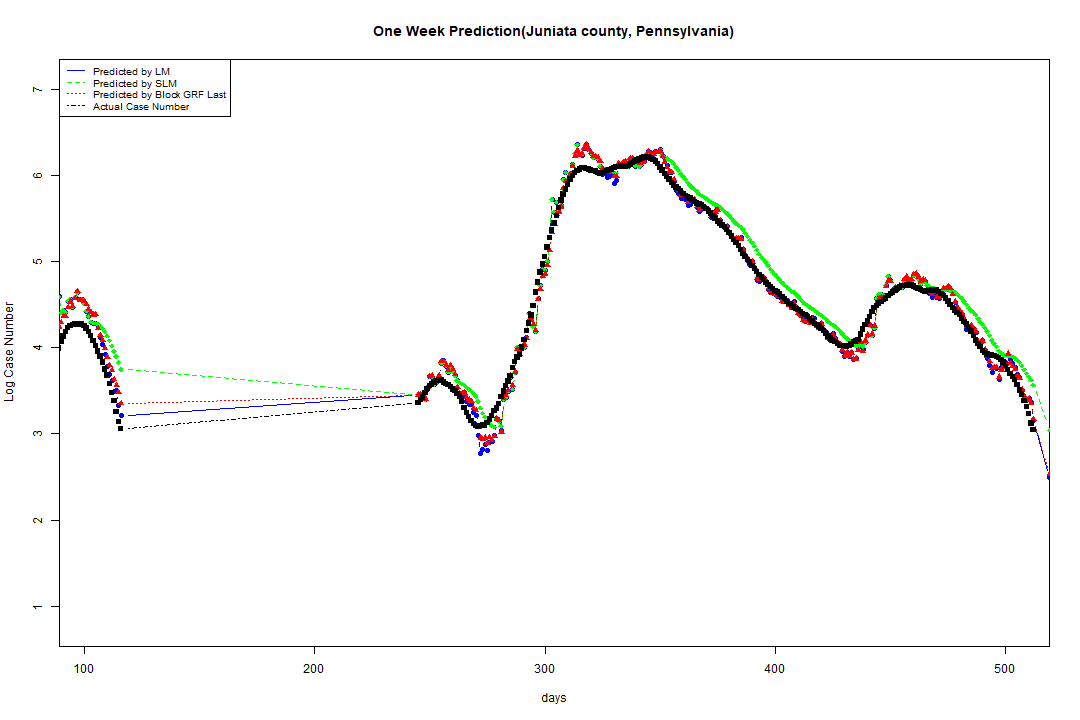 One Week Prediction(Juniata county, Pennsylvania)
Predicted by LM
Predicted by SLM
Predicted by Block GRF Last
Actual Case Number
7
6
5
4
3
2
1
Log Case Number
100 200 300 400 500
days